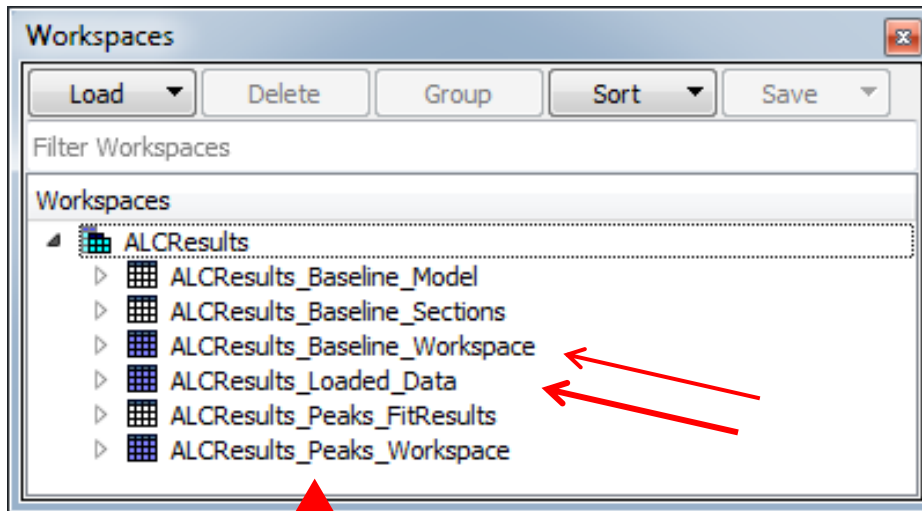 Workspaces
Load Delete Group Sort Save
Filter Workspaces
Workspaces
ALCResults
ALCResults_Baseline_Model
ALCResults_Baseline_Sections
ALCResults_Baseline_Workspace
ALCResults_Loaded_Data
ALCResults_Peaks_FitResults
ALCResults_Peaks_Workspace